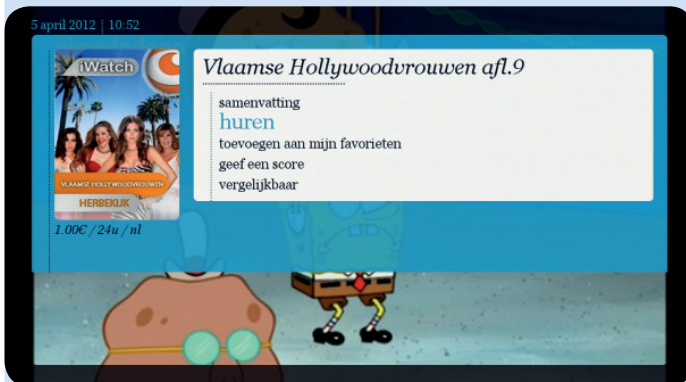 5 april 2012 | 10:52
iWatch
VLAAMSE HOLLYWOODVROUWEN
HERBEKIJK
1.00€ / 24u / nl
Vlaamse Hollywoodvrouwen afl.9
samenvatting
huren
toevoegen aan mijn favorieten
geef een score
vergelijkbaar